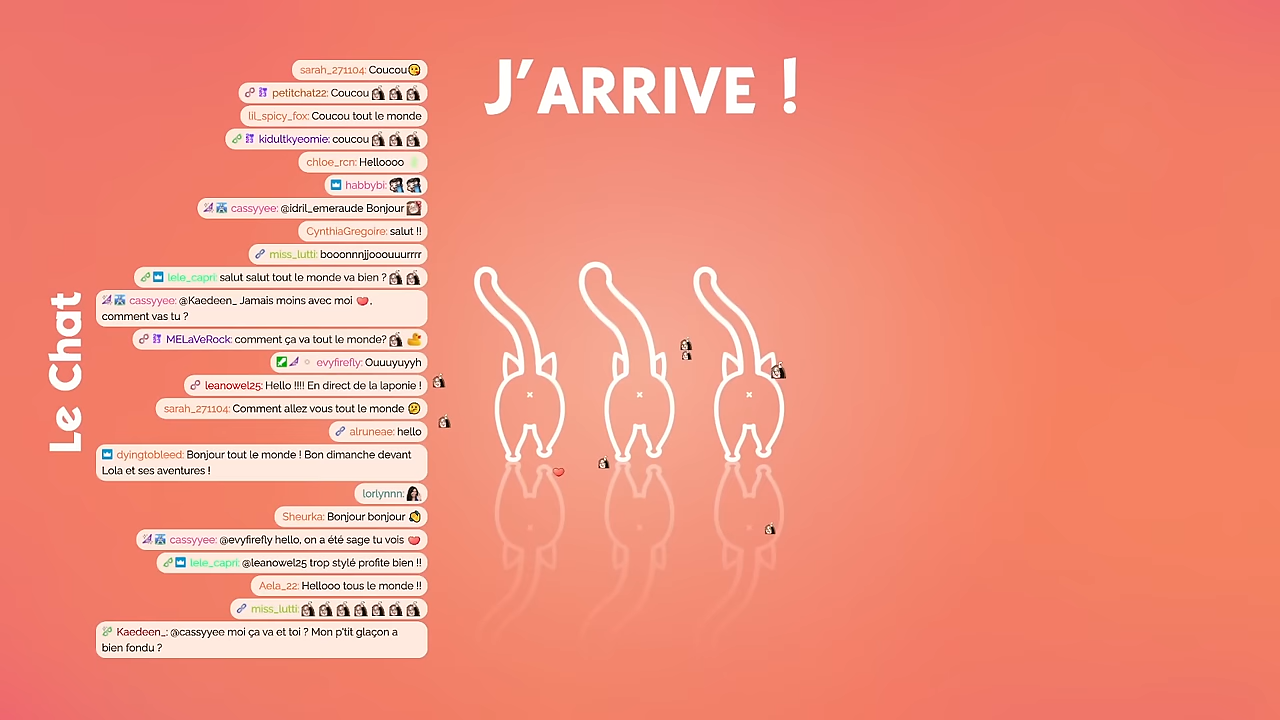 J'ARRIVE !
Le Chat
sarah_271104: Coucou
petitchat22: Coucou
lil_spicy_fox: Coucou tout le monde
kidultkyeomie: coucou
chloe_rcn: Helloooo
habbybi:
cassyyee: @idril_emeraude Bonjour
CynthiaGregoire: salut !!
miss_lutti: booonnnjjooouuurrrr
lele_capri: salut salut tout le monde va bien ?
cassyyee: @Kaedeen_ Jamais moins avec moi ,
comment vas tu ?
MELaVeRock: comment ça va tout le monde?
evyfirefly: Ouuuyuyyh
leanowel25: Hello !!!! En direct de la laponie !
sarah_271104: Comment allez vous tout le monde
alruneae: hello
dyingtobleed: Bonjour tout le monde ! Bon dimanche devant
Lola et ses aventures !
lorlynnn:
Sheurka: Bonjour bonjour
cassyyee: @evyfirefly hello, on a été sage tu vois
lele_capri: @leanowel25 trop stylé profite bien !!
Aela_22: Hellooo tous le monde !!
miss_lutti:
Kaedeen_: @cassyyee moi ça va et toi ? Mon p'tit glaçon a
bien fondu ?